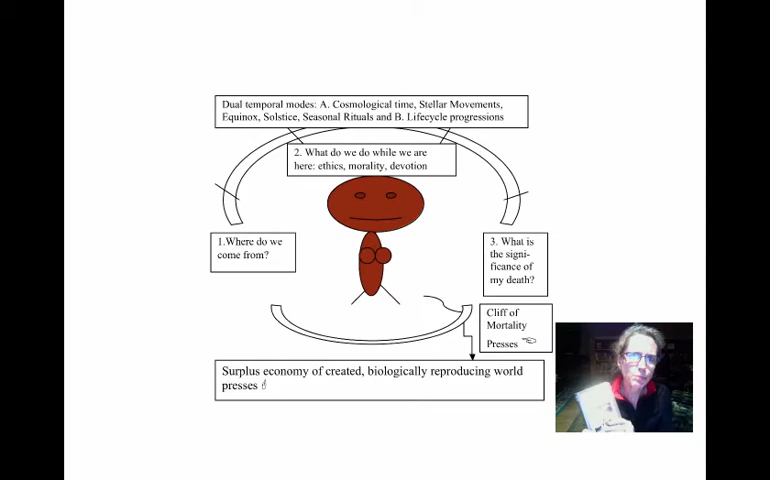 Dual temporal modes: A. Cosmological time, Stellar Movements,
Equinox, Solstice, Seasonal Rituals and B. Lifecycle progressions
2. What do we do while we are
here: ethics, morality, devotion
1.Where do we
come from?
3. What is
the signi-
ficance of
my death?
Cliff of
Mortality
Presses
Surplus economy of created, biologically reproducing world
presses